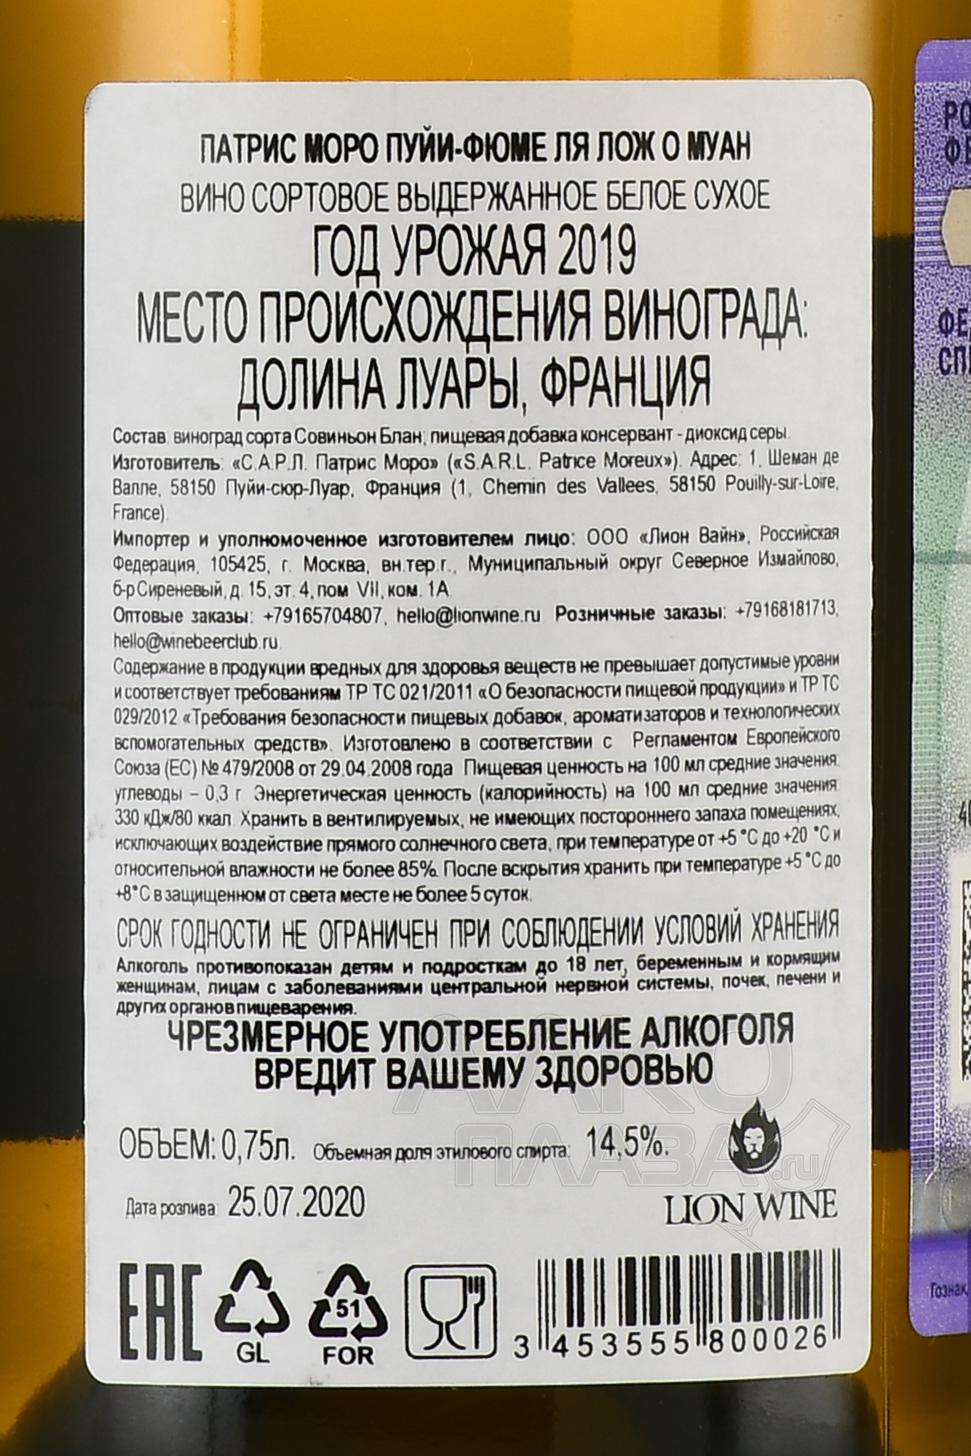 ПАТРИС МОРО ПУЙИ-ФЮМЕ ЛЯ ЛОЖ О МУАН
ВИНО СОРТОВОЕ ВЫДЕРЖАННОЕ БЕЛОЕ СУХОЕ
ГОД УРОЖАЯ 2019
МЕСТО ПРОИСХОЖДЕНИЯ ВИНОГРАДА:
ДОЛИНА ЛУАРЫ, ФРАНЦИЯ
Состав: виноград сорта Совиньон Блан; пищевая добавка консервант - диоксид серы.
Изготовитель: «С.А.Р.Л. Патрис Моро» («S.A.R.L. Patrice Moreux»). Адрес: 1, Шеман де
Валле, 58150 Пуйи-сюр-Луар, Франция (1, Chemin des Vallees, 58150 Pouilly-sur-Loire,
France).
Импортер и уполномоченное изготовителем лицо: ООО «Лион Вайн», Российская
Федерация, 105425, г. Москва, вн.тер.г., Муниципальный округ Северное Измайлово,
б-р Сиреневый, д. 15, эт. 4, пом. VII, ком. 1А.
Оптовые заказы: +79165704807, hello@lionwine.ru Розничные заказы: +79168181713,
hello@winebeerclub.ru.
Содержание в продукции вредных для здоровья веществ не превышает допустимые уровни
и соответствует требованиям ТР ТС 021/2011 «О безопасности пищевой продукции» и ТР ТС
029/2012 «Требования безопасности пищевых добавок, ароматизаторов и технологических
вспомогательных средств». Изготовлено в соответствии с Регламентом Европейского
Союза (ЕС) № 479/2008 от 29.04.2008 года. Пищевая ценность на 100 мл средние значения:
углеводы – 0,3 г. Энергетическая ценность (калорийность) на 100 мл средние значения:
330 кДж/80 ккал. Хранить в вентилируемых, не имеющих постороннего запаха помещениях,
исключающих воздействие прямого солнечного света, при температуре от +5 °С до +20 °С и
относительной влажности не более 85%. После вскрытия хранить при температуре +5 °С до
+8°С в защищенном от света месте не более 5 суток.
СРОК ГОДНОСТИ НЕ ОГРАНИЧЕН ПРИ СОБЛЮДЕНИИ УСЛОВИЙ ХРАНЕНИЯ
Алкоголь противопоказан детям и подросткам до 18 лет, беременным и кормящим
женщинам, лицам с заболеваниями центральной нервной системы, почек, печени и
других органов пищеварения.
ЧРЕЗМЕРНОЕ УПОТРЕБЛЕНИЕ АЛКОГОЛЯ
ВРЕДИТ ВАШЕМУ ЗДОРОВЬЮ
ОБЪЕМ: 0,75л. Объемная доля этилового спирта: 14,5%.
Дата розлива: 25.07.2020
LION WINE
EAC
GL
51
FOR
3 453555 800026
АЛКО
ПЛАЗА.ru
РО
ФЕ
ФЕ
СП
Гознак